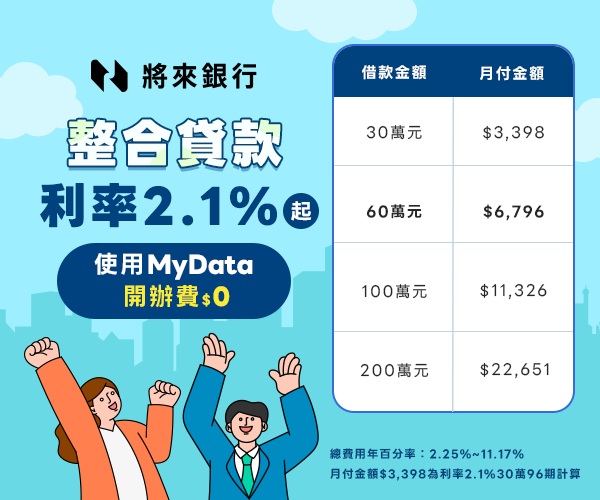 將來銀行
整合貸款
利率2.1%起
使用MyData
開辦費$0
借款金額 月付金額
30萬元 $3,398
60萬元 $6,796
100萬元 $11,326
200萬元 $22,651
總費用年百分率：2.25%~11.17%
月付金額$3,398為利率2.1%30萬96期計算